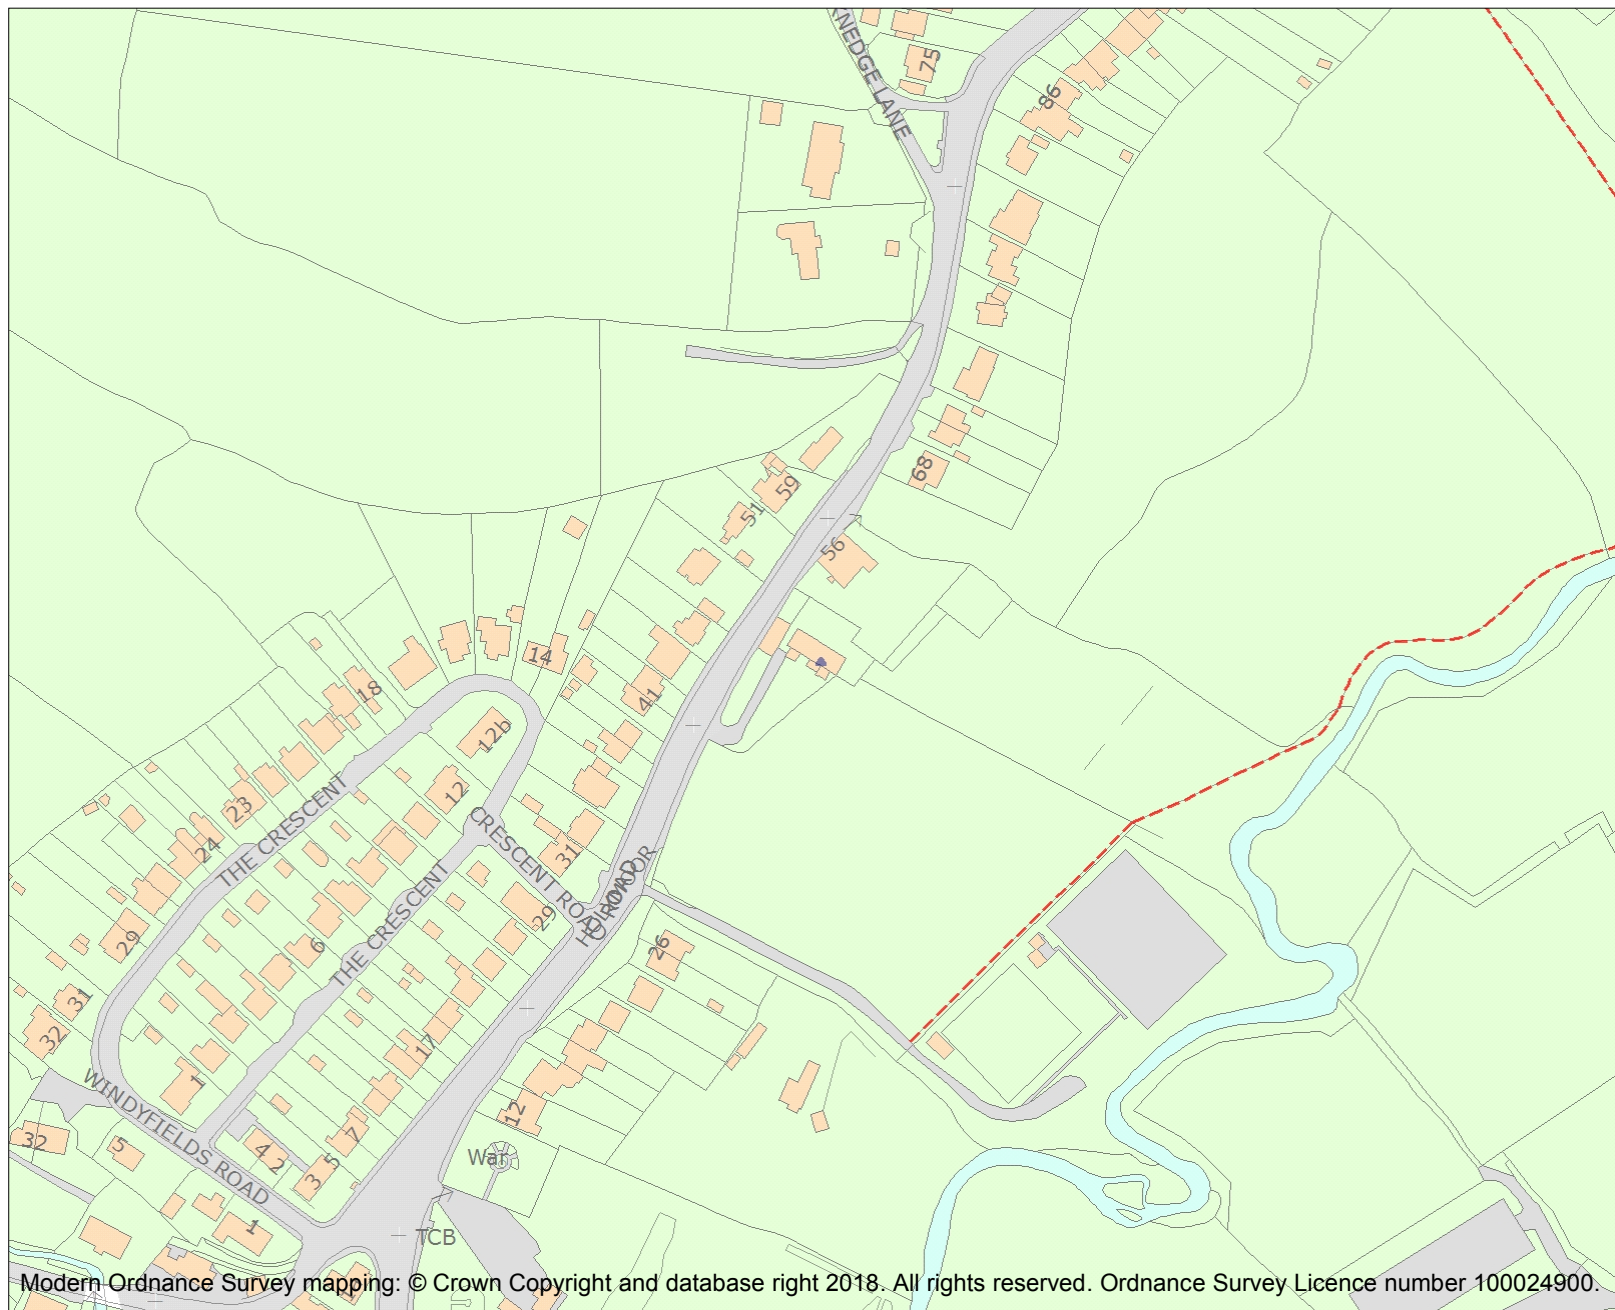 NEDGE LANE
75
86
68
59
51
56
14
18
41
12b
12
23
24
THE CRESCENT
CRESCENT ROAD
31
29
HOLMOOR
ROAD
THE CRESCENT
29
6
26
31
32
17
1
WINDYFIELDS ROAD
12
7
32
5
4 2
3 5
War
1
TCB
Modern Ordnance Survey mapping: © Crown Copyright and database right 2018. All rights reserved. Ordnance Survey Licence number 100024900.